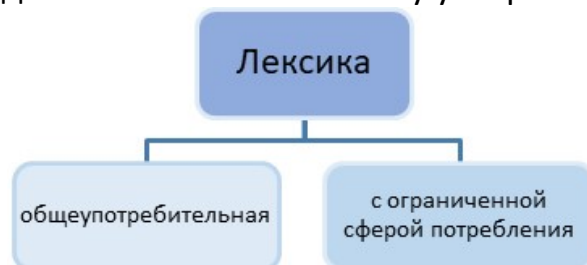 Лексика
общеупотребительная
с ограниченной
сферой потребления